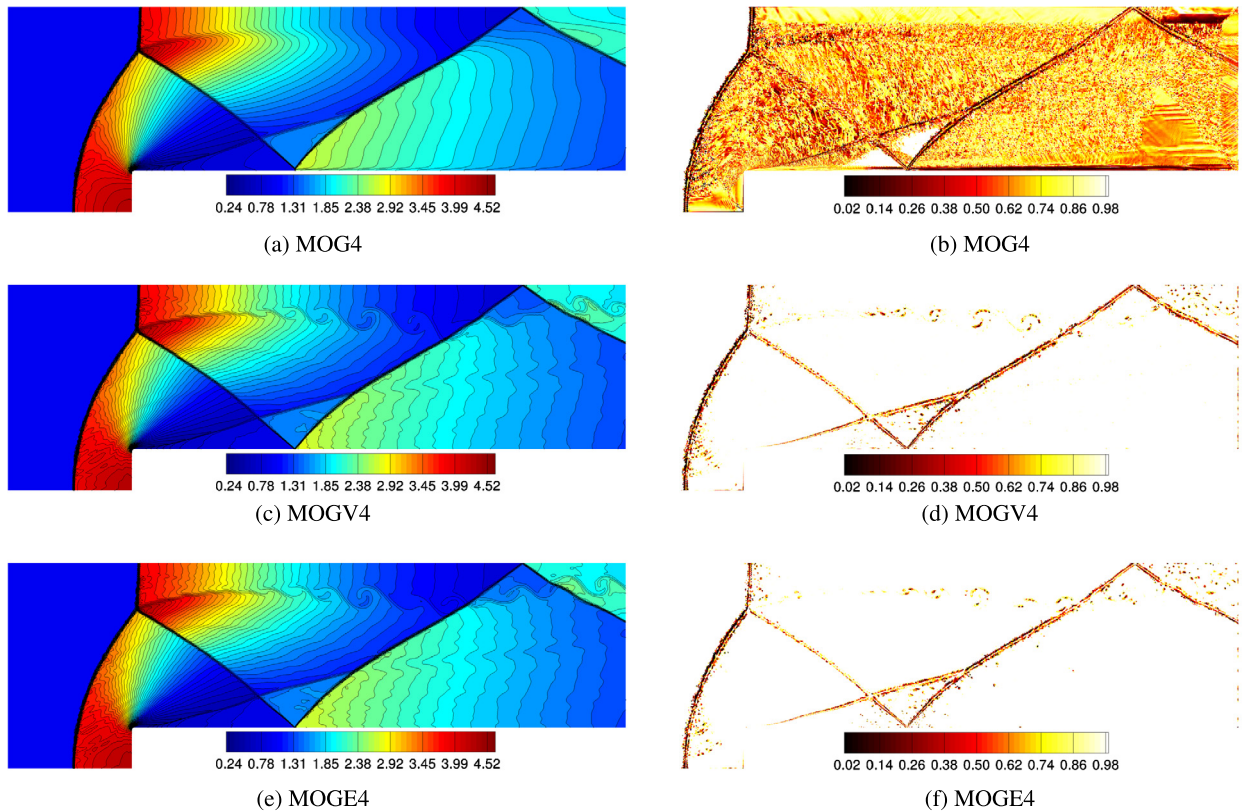 0.24 0.78 1.31 1.85 2.38 2.92 3.45 3.99 4.52
0.02 0.14 0.26 0.38 0.50 0.62 0.74 0.86 0.98
(a) MOG4
(b) MOG4
0.24 0.78 1.31 1.85 2.38 2.92 3.45 3.99 4.52
0.02 0.14 0.26 0.38 0.50 0.62 0.74 0.86 0.98
(c) MOGV4
(d) MOGV4
0.24 0.78 1.31 1.85 2.38 2.92 3.45 3.99 4.52
0.02 0.14 0.26 0.38 0.50 0.62 0.74 0.86 0.98
(e) MOGE4
(f) MOGE4